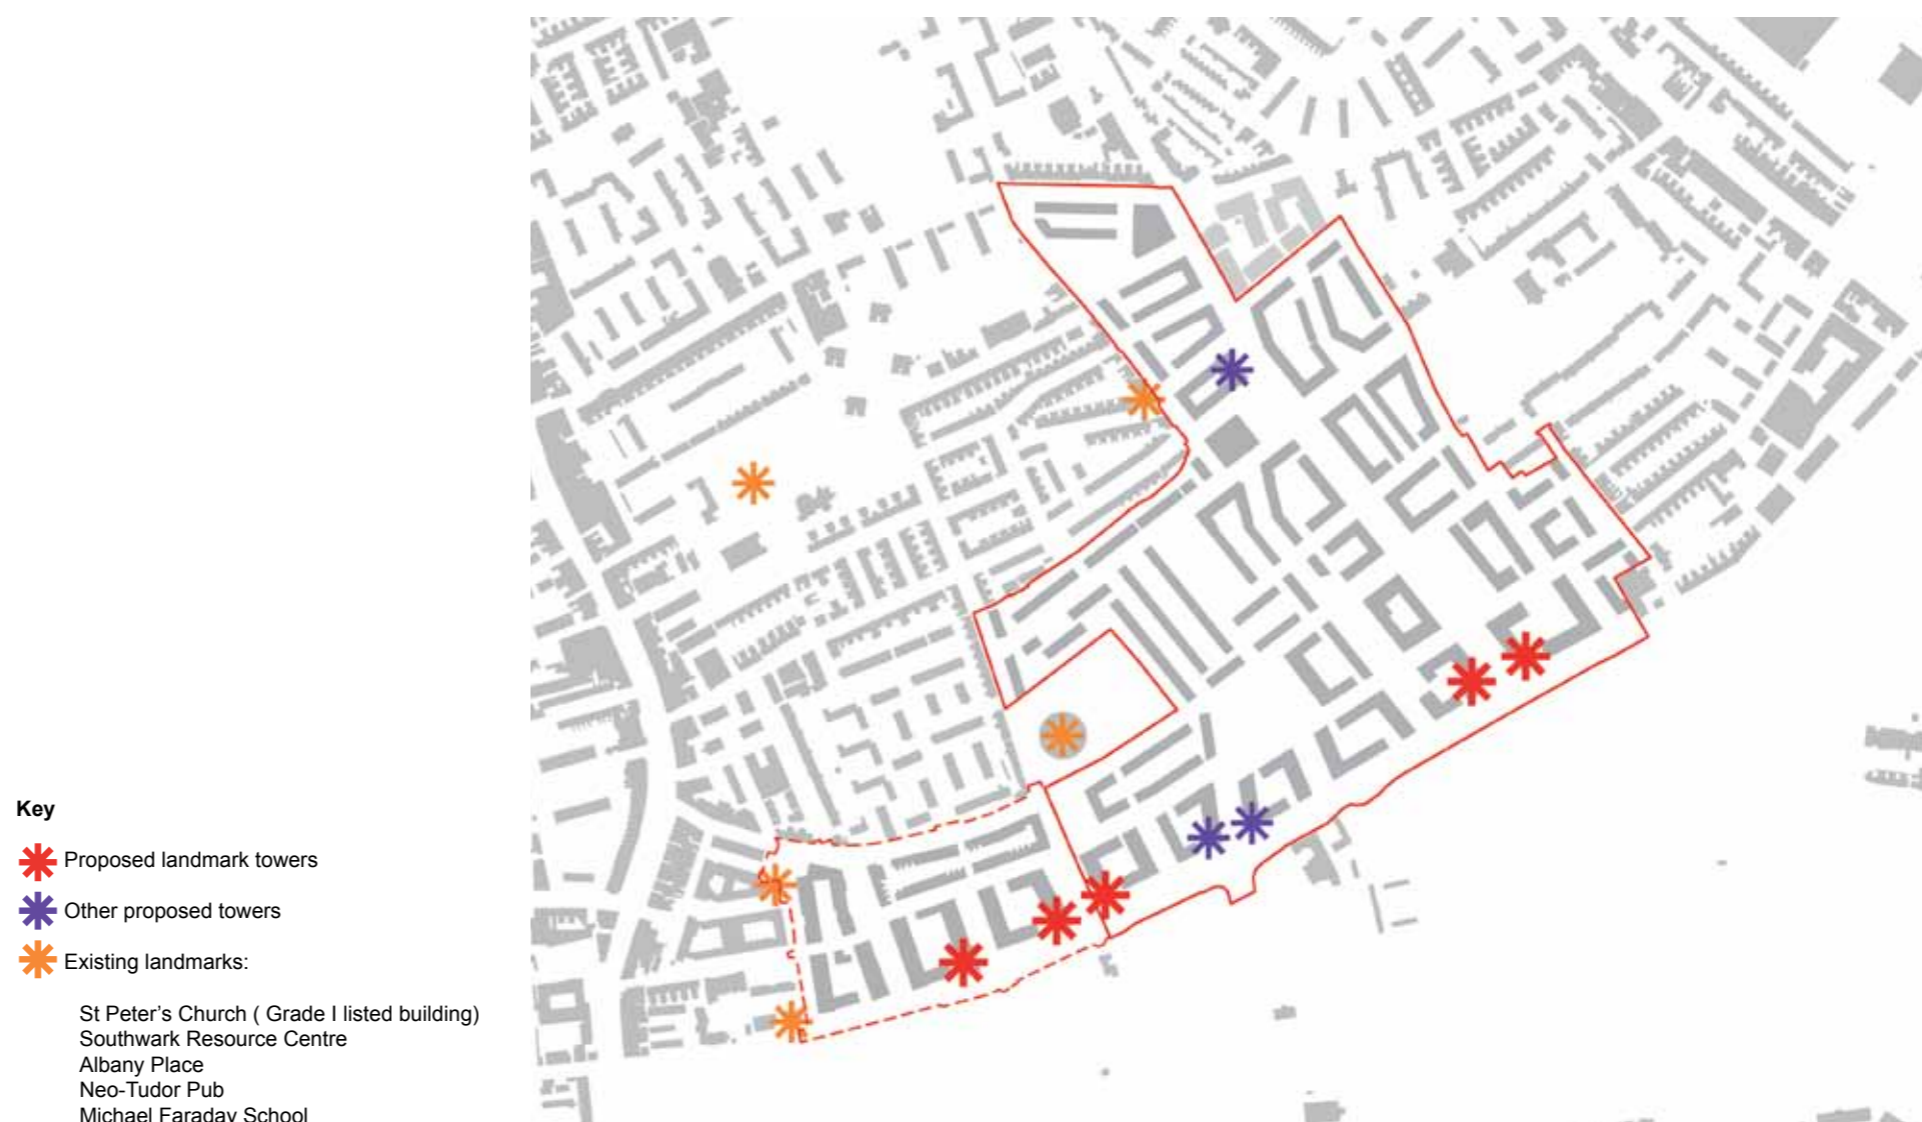 Key
Proposed landmark towers
Other proposed towers
Existing landmarks:
St Peter’s Church ( Grade I listed building)
Southwark Resource Centre
Albany Place
Neo-Tudor Pub
Michael Faraday School